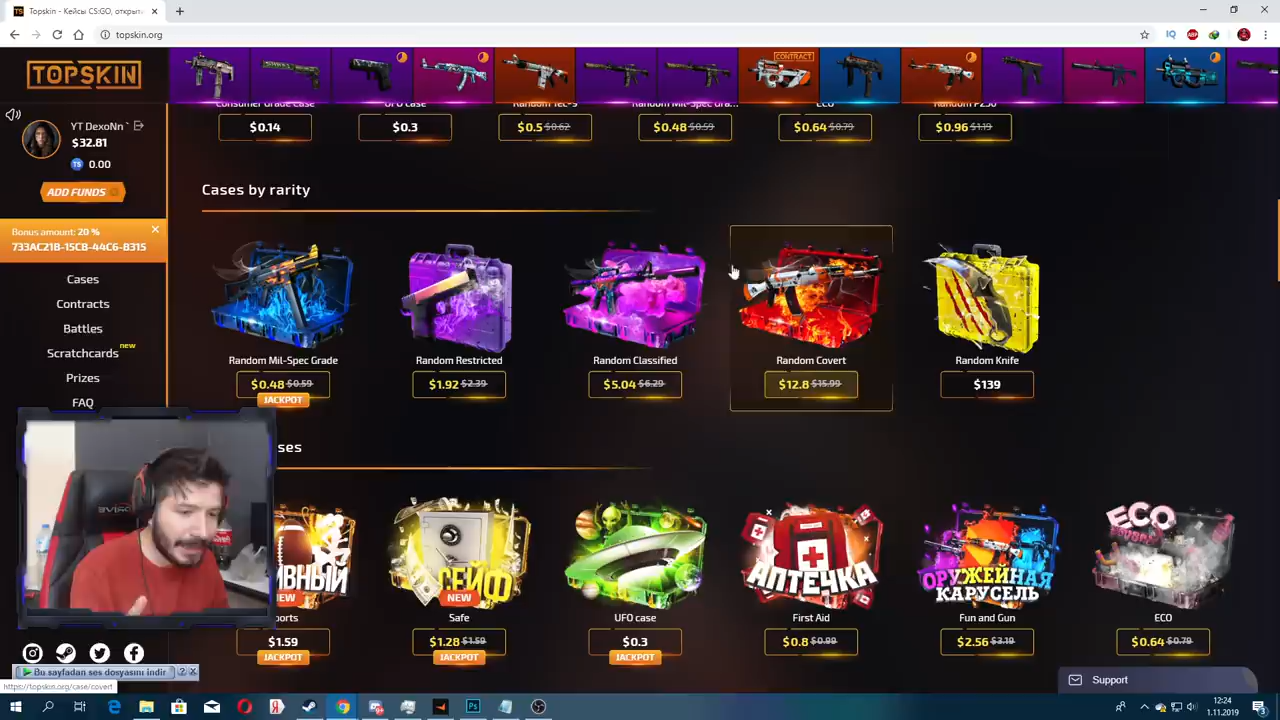 Topskin - Кейсы CS:GO, открыт
topskin.org
TOPSKIN
CONTRACT
YT DexoNn `
$32.81
TS 0.00
ADD FUNDS
Bonus amount: 20 %
733AC21B-15CB-44C6-B315
Cases
Contracts
Battles
Scratchcards new
Prizes
FAQ
Consumer Grade Case UFO case Random Tec-9 Random Mil-Spec Gra... ECO Random P250
$0.14 $0.3 $0.5 $0.62 $0.48 $0.59 $0.64 $0.79 $0.96 $1.19
Cases by rarity
Random Mil-Spec Grade Random Restricted Random Classified Random Covert Random Knife
$0.48 $0.59 $1.92 $2.39 $5.04 $6.29 $12.8 $15.99 $139
JACKPOT
ses
ИВНЫЙ СЕЙФ АПТЕЧКА ОРУЖЕЙНАЯ КАРУСЕЛЬ ECO
NEW NEW
orts Safe UFO case First Aid Fun and Gun ECO
$1.59 $1.28 $1.59 $0.3 $0.8 $0.99 $2.56 $3.19 $0.64 $0.79
JACKPOT JACKPOT JACKPOT
Bu sayfadan ses dosyasını indir ? X
https://topskin.org/case/covert
Support
12:24
1.11.2019